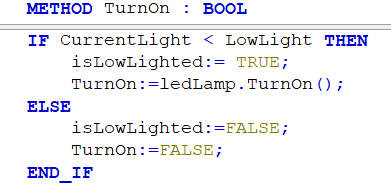 METHOD TurnOn : BOOL
IF CurrentLight < LowLight THEN
    isLowLighted:= TRUE;
    TurnOn:=ledLamp.TurnOn();
ELSE
    isLowLighted:=FALSE;
    TurnOn:=FALSE;
END_IF